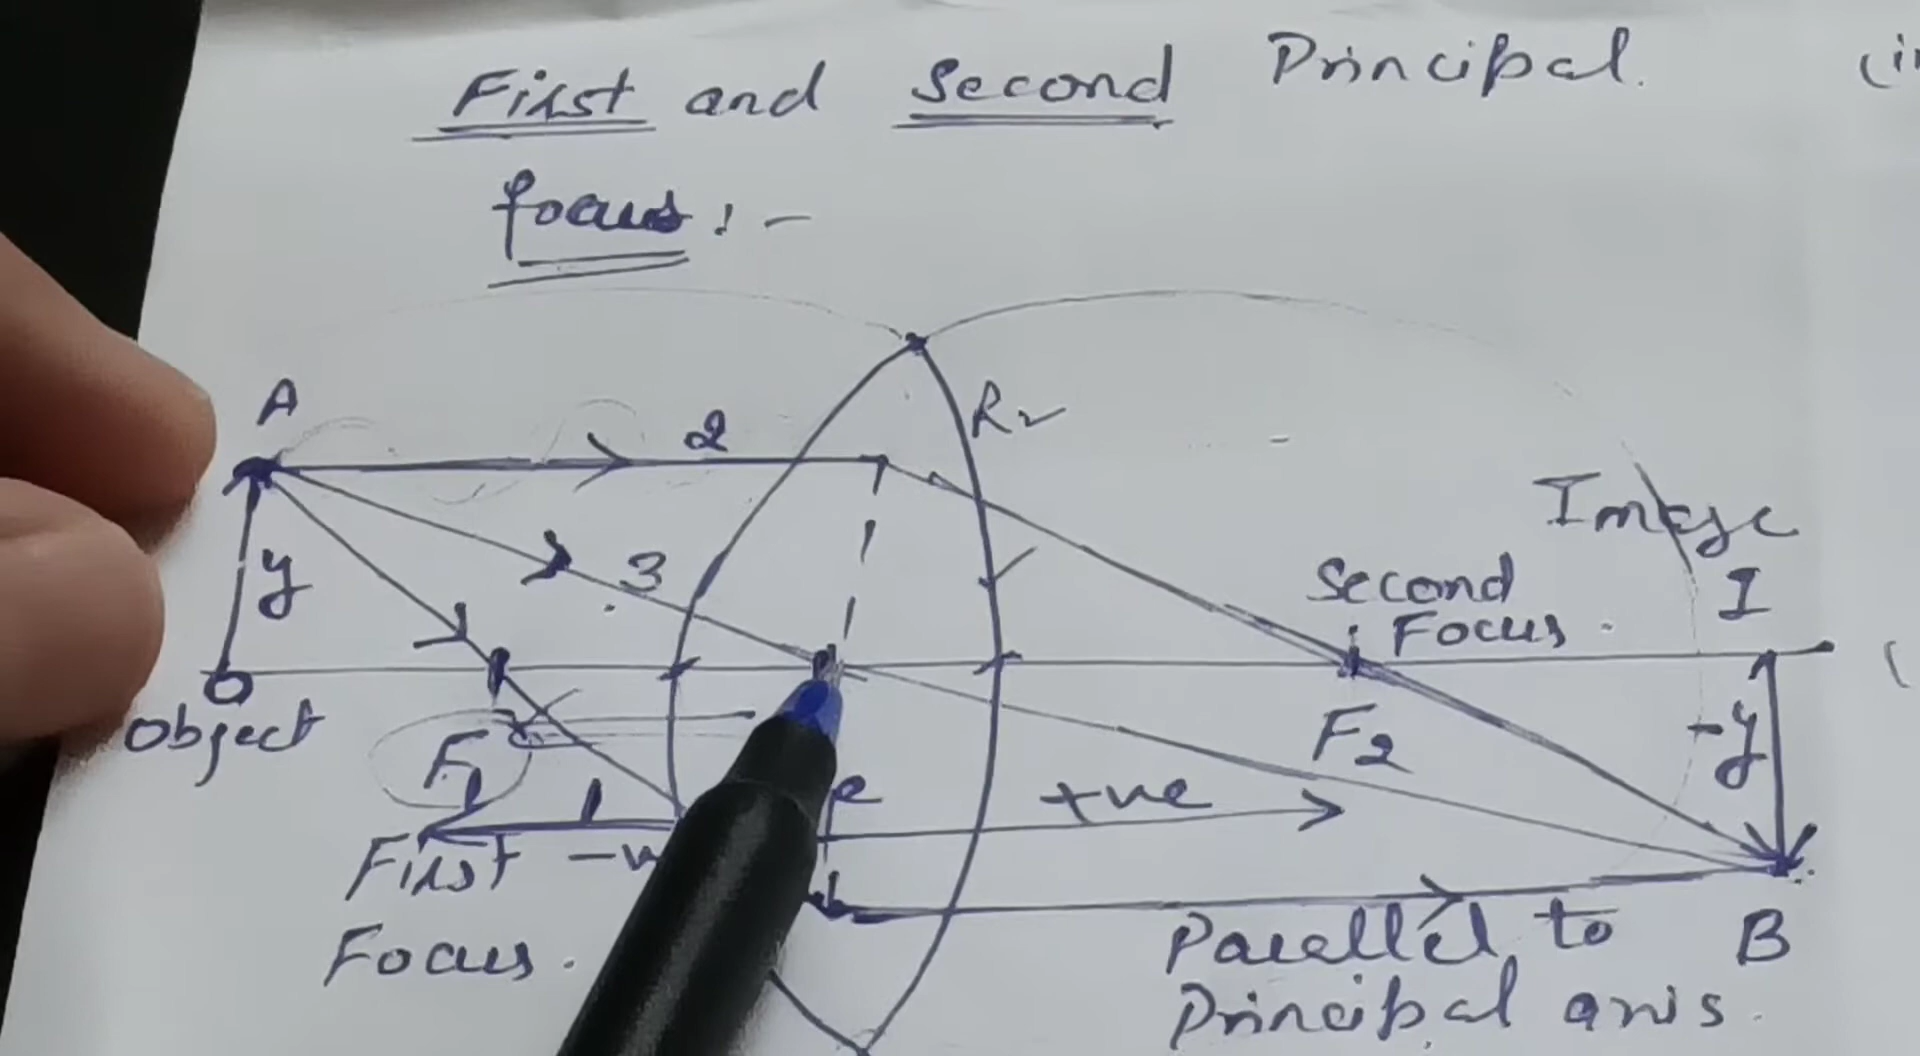 First and Second Principal.
focus : -
A
2
R2
Image
y
3
Second
I
Focus.
Object
F1
F2
-y
1
+ve
First
Focus.
Parallel to
B
Principal axis.